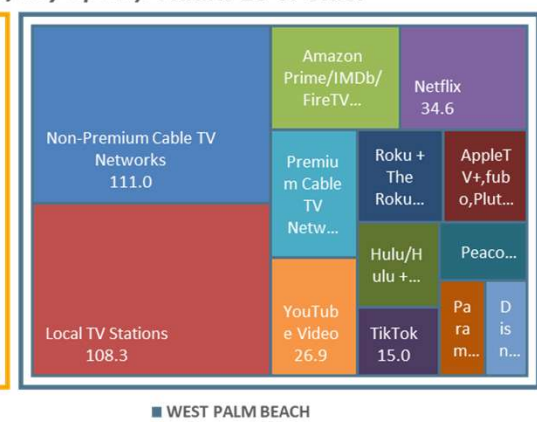 Non-Premium Cable TV
Networks
111.0
Local TV Stations
108.3
Amazon
Prime/IMDb/
FireTV...
Netflix
34.6
Premiu
m Cable
TV
Netw...
Roku +
The
Roku...
AppleT
V+,fub
o,Plut...
Hulu/H
ulu +...
Peaco...
YouTub
e Video
26.9
TikTok
15.0
Pa
ra
m...
D
is
n...
WEST PALM BEACH